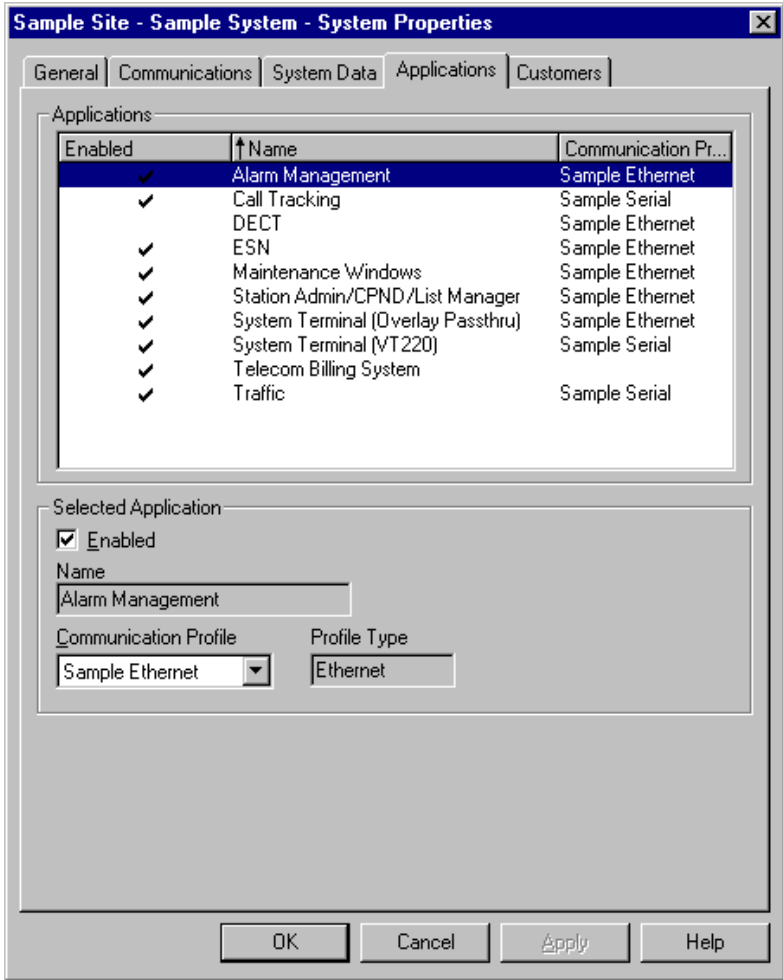 Sample Site - Sample System - System Properties
General Communications System Data Applications Customers
Applications
Enabled Name Communication Pr...
Alarm Management Sample Ethernet
Call Tracking Sample Serial
DECT Sample Ethernet
ESN Sample Ethernet
Maintenance Windows Sample Ethernet
Station Admin/CPND/List Manager Sample Ethernet
System Terminal (Overlay Passthru) Sample Ethernet
System Terminal (VT220) Sample Serial
Telecom Billing System
Traffic Sample Serial
Selected Application
Enabled
Name
Alarm Management
Communication Profile Profile Type
Sample Ethernet Ethernet
OK Cancel Apply Help